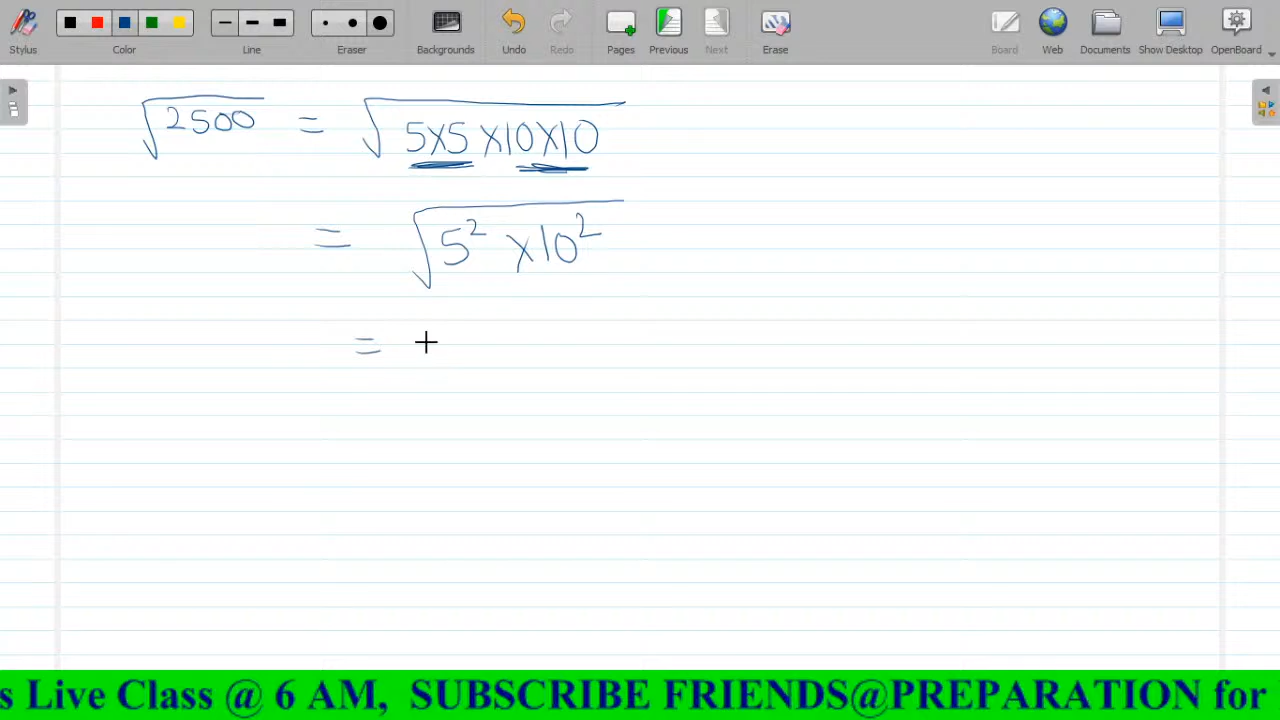 Stylus Color Line Eraser Backgrounds Undo Redo Pages Previous Next Erase Board Web Documents Show Desktop OpenBoard
√2500 = √5×5×10×10
= √5² ×10²
=
s Live Class @ 6 AM, SUBSCRIBE FRIENDS@PREPARATION for